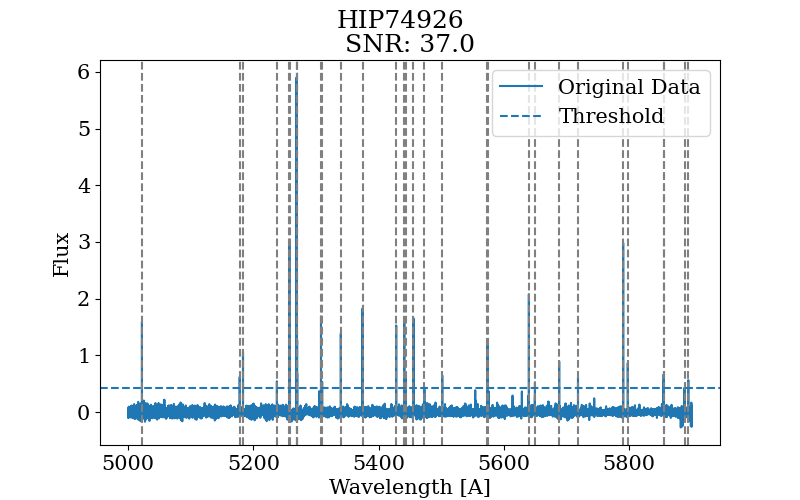 HIP74926
SNR: 37.0
Original Data
Threshold
6
5
4
3
2
1
0
Flux
5000 5200 5400 5600 5800
Wavelength [A]